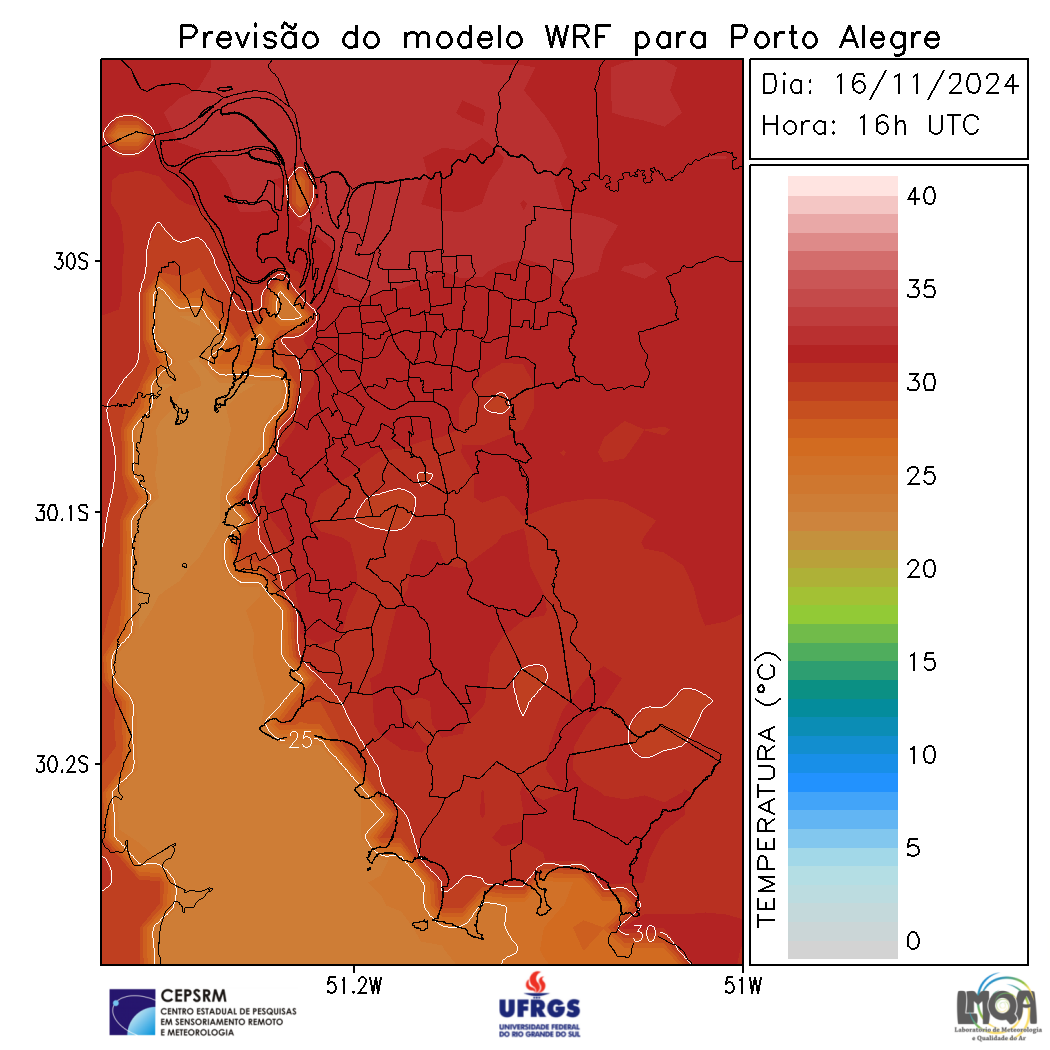 Previsão do modelo WRF para Porto Alegre
Dia: 16/11/2024
Hora: 16h UTC
40
35
30
25
20
15
10
5
0
TEMPERATURA (°C)
30S
30.1S
30.2S
25
30
51.2W
51W
CEPSRM
CENTRO ESTADUAL DE PESQUISAS
EM SENSORIAMENTO REMOTO
E METEOROLOGIA
UFRGS
UNIVERSIDADE FEDERAL
DO RIO GRANDE DO SUL
LMQA
Laboratório de Meteorologia
e Qualidade do Ar